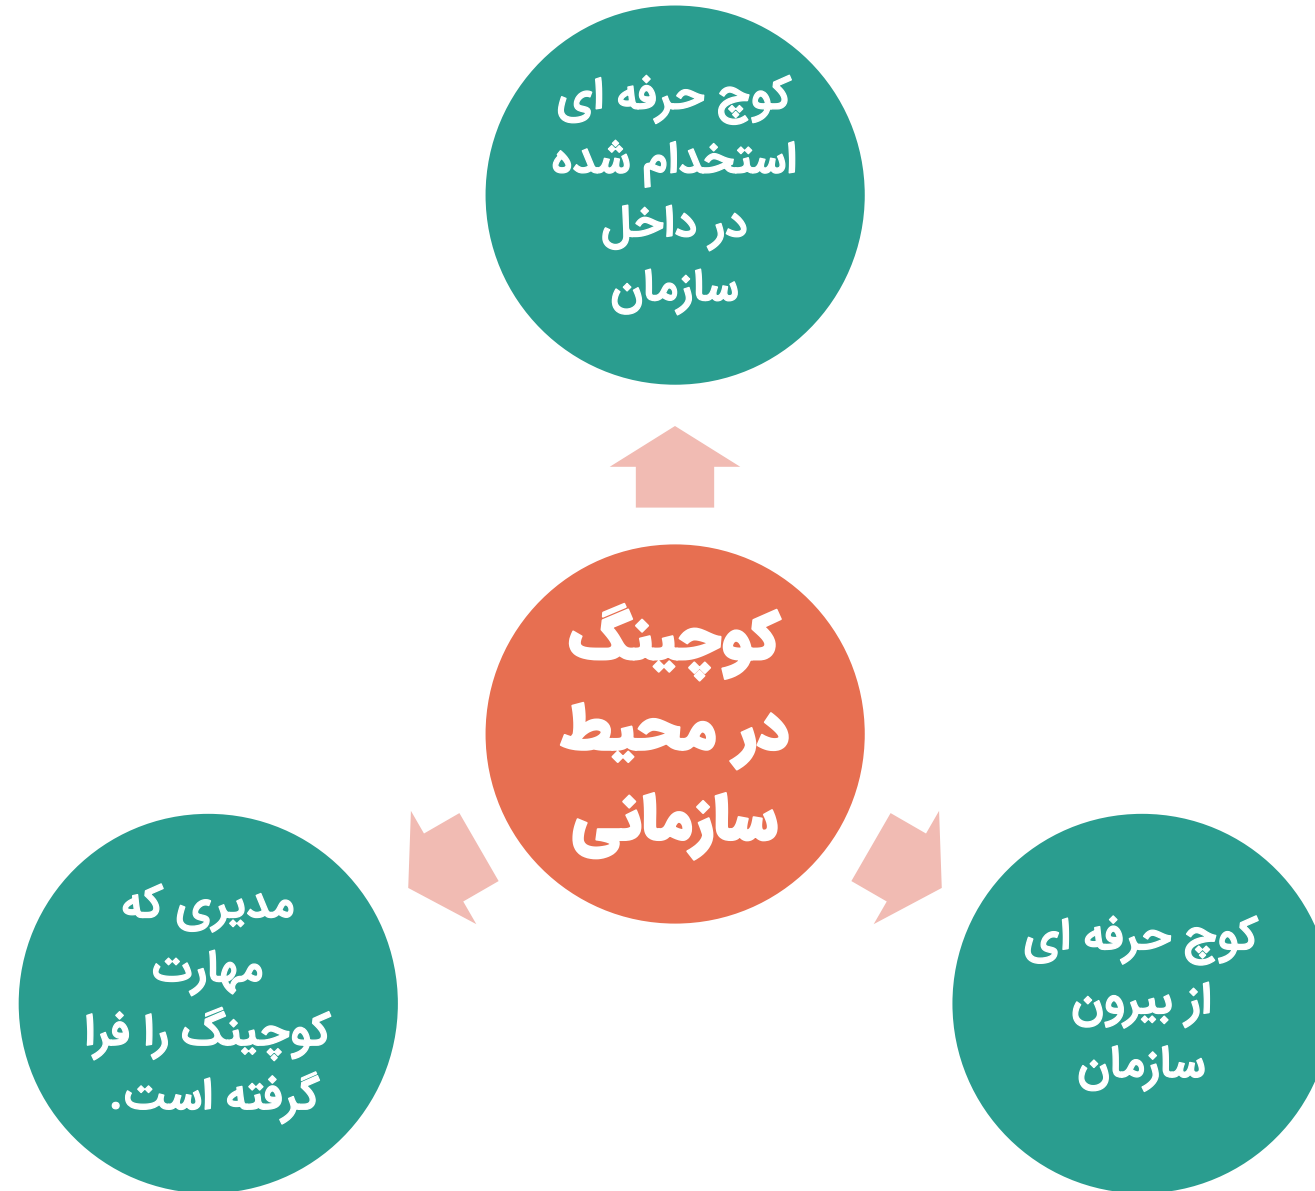 کوچ حرفه ای
استخدام شده
در داخل
سازمان
کوچینگ
در محیط
سازمانی
کوچ حرفه ای
از بیرون
سازمان
مدیری که
مهارت
کوچینگ را فرا
گرفته است.